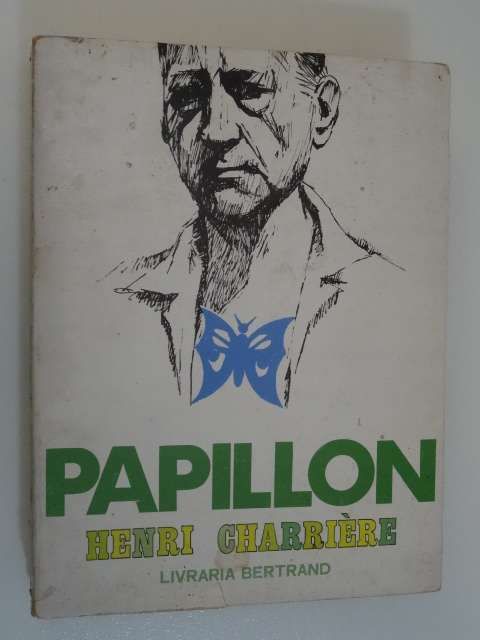 PAPILLON
HENRI CHARRIÈRE
LIVRARIA BERTRAND